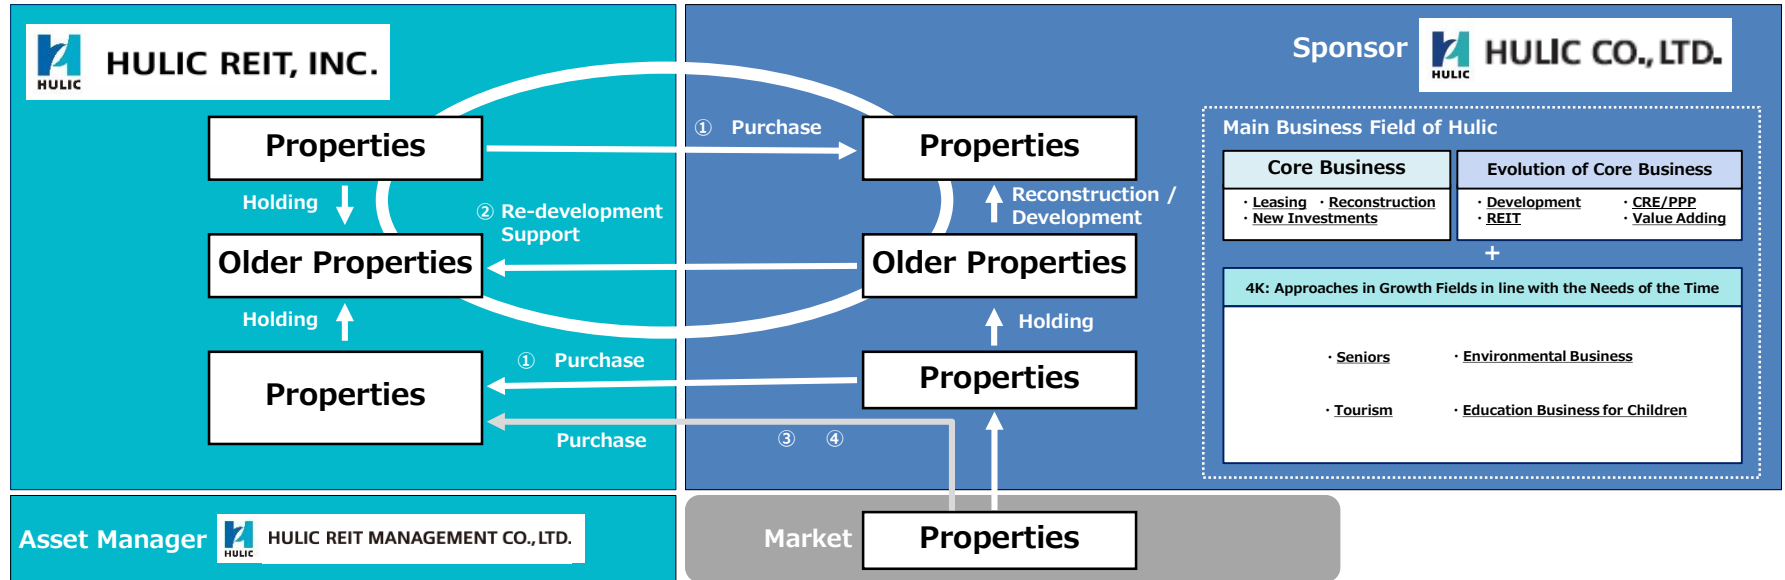 HULIC
HULIC REIT, INC.
Properties
Holding
Older Properties
Holding
Properties
① Purchase
② Re-development
Support
① Purchase
Purchase
③ ④
Sponsor
HULIC
HULIC CO., LTD.
Properties
Reconstruction /
Development
Older Properties
Holding
Properties
Main Business Field of Hulic
Core Business
・Leasing ・Reconstruction
・New Investments
Evolution of Core Business
・Development ・CRE/PPP
・REIT ・Value Adding
+
4K: Approaches in Growth Fields in line with the Needs of the Time
・Seniors ・Environmental Business
・Tourism ・Education Business for Children
Asset Manager
HULIC
HULIC REIT MANAGEMENT CO., LTD.
Market
Properties